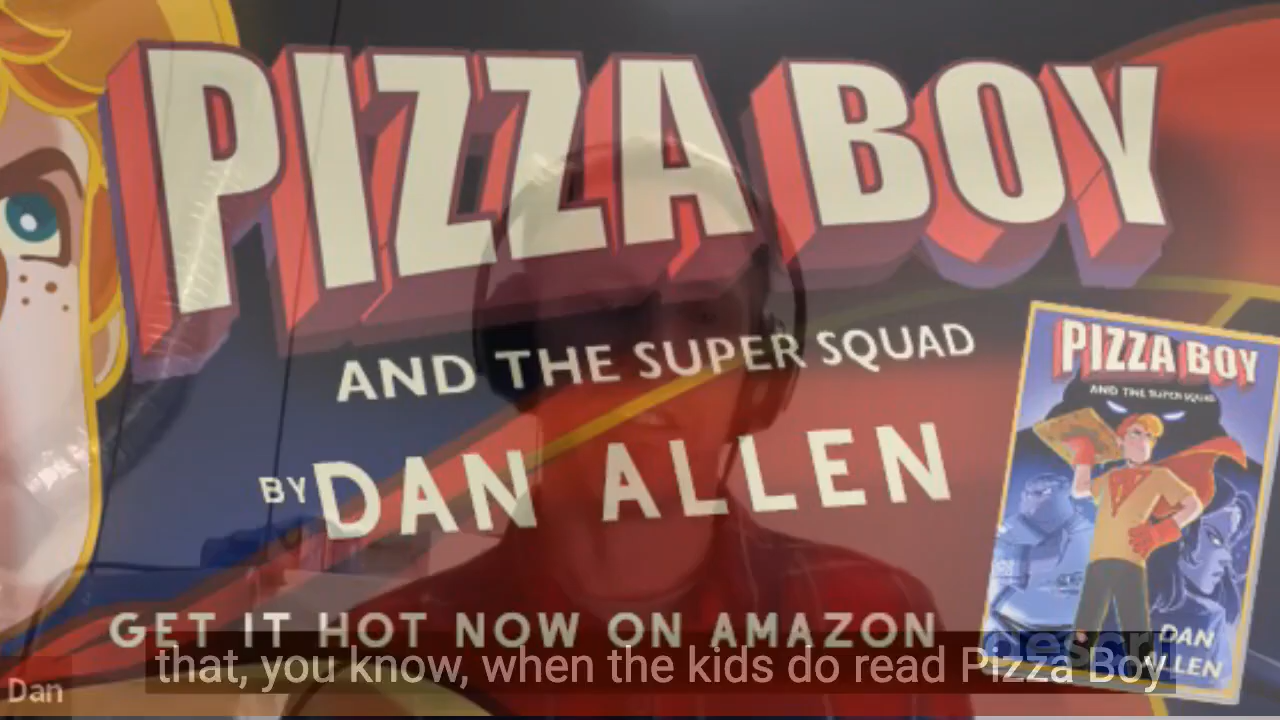 PIZZA BOY
AND THE SUPER SQUAD
BY DAN ALLEN
PIZZA BOY
AND THE SUPER SQUAD
GET IT HOT NOW ON AMAZON
DAN
ALLEN
that, you know, when the kids do read Pizza Boy
Dan